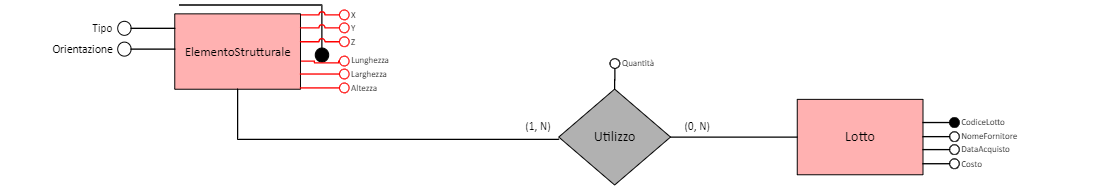 Tipo
Orientazione
ElementoStrutturale
X
Y
Z
Lunghezza
Larghezza
Altezza
(1, N)
Quantità
Utilizzo
(0, N)
Lotto
CodiceLotto
NomeFornitore
DataAcquisto
Costo